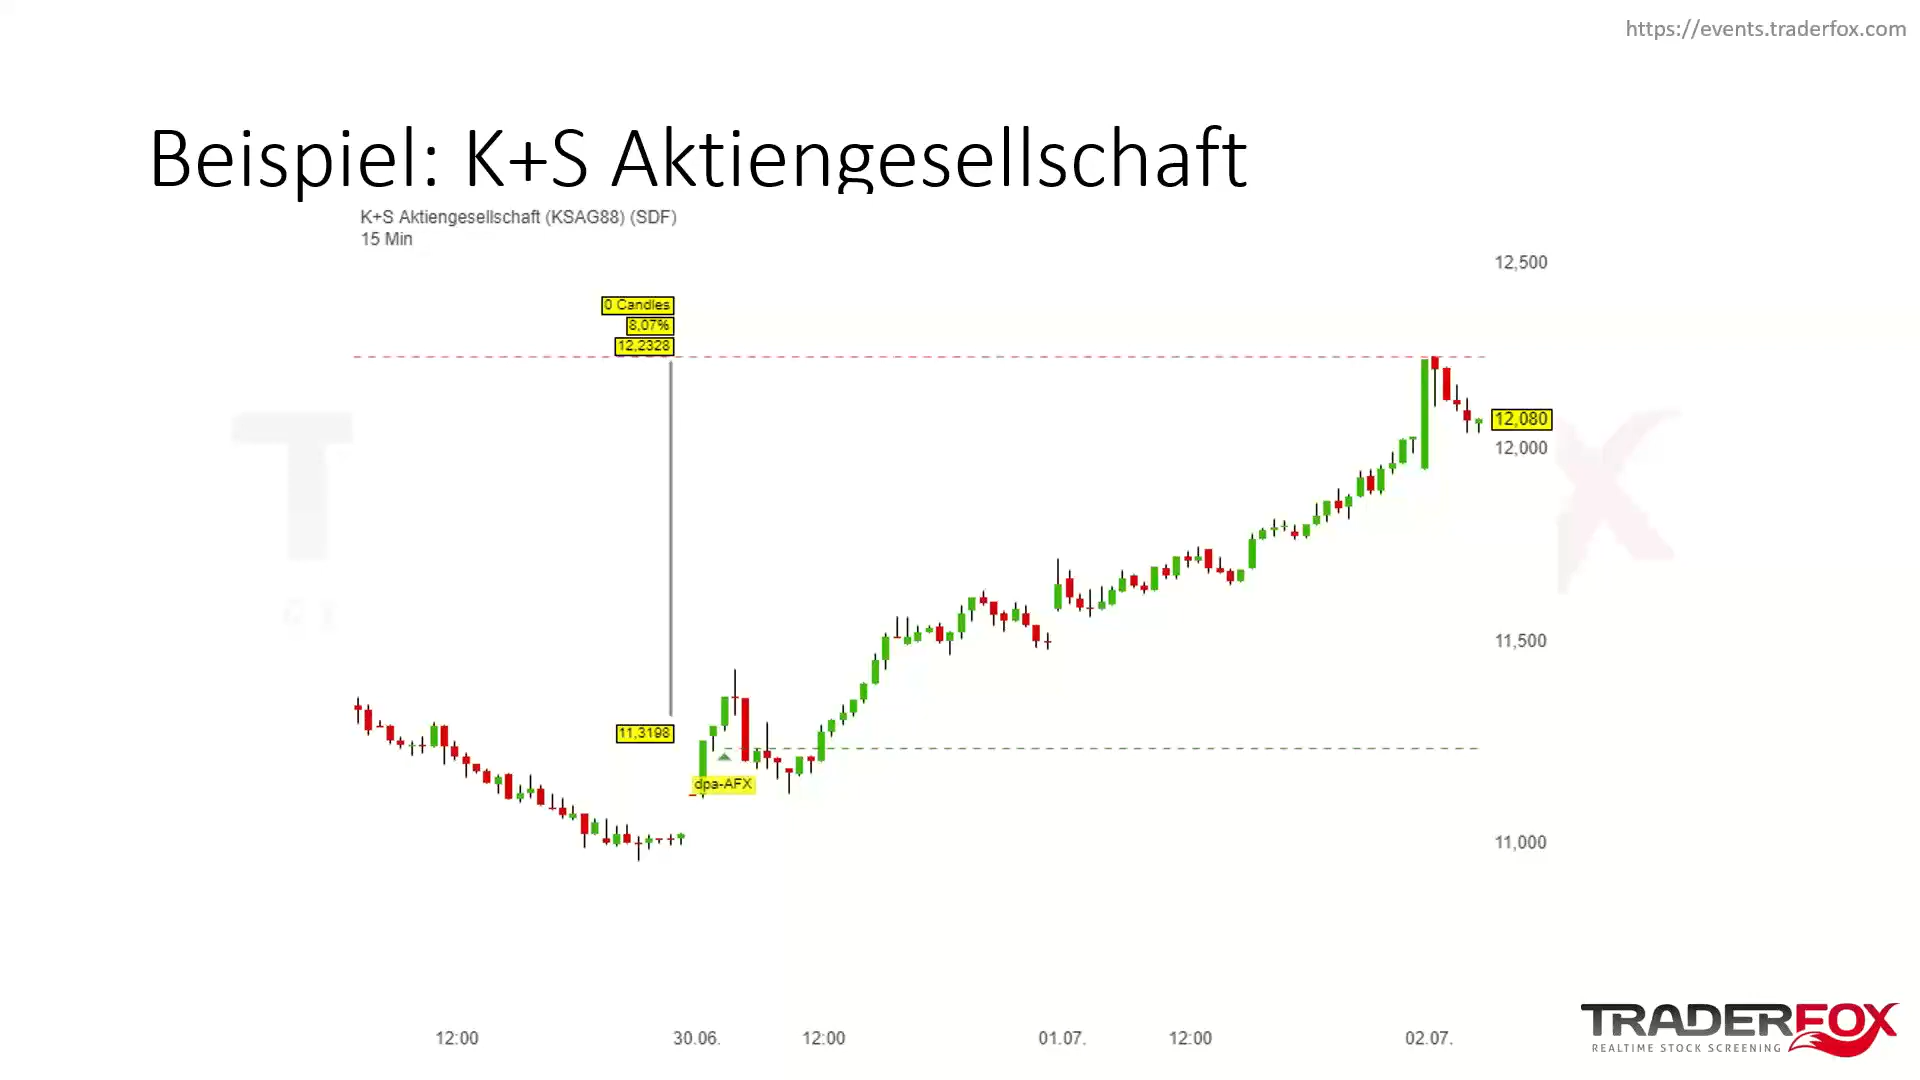 https://events.traderfox.com
Beispiel: K+S Aktiengesellschaft
K+S Aktiengesellschaft (KSAG88) (SDF)
15 Min
12,500
0 Candles
8,07%
12,2328
12,080
12,000
11,500
11,3198
dpa-AFX
11,000
12:00
30.06.
12:00
01.07.
12:00
02.07.
TRADERFOX
REALTIME STOCK SCREENING